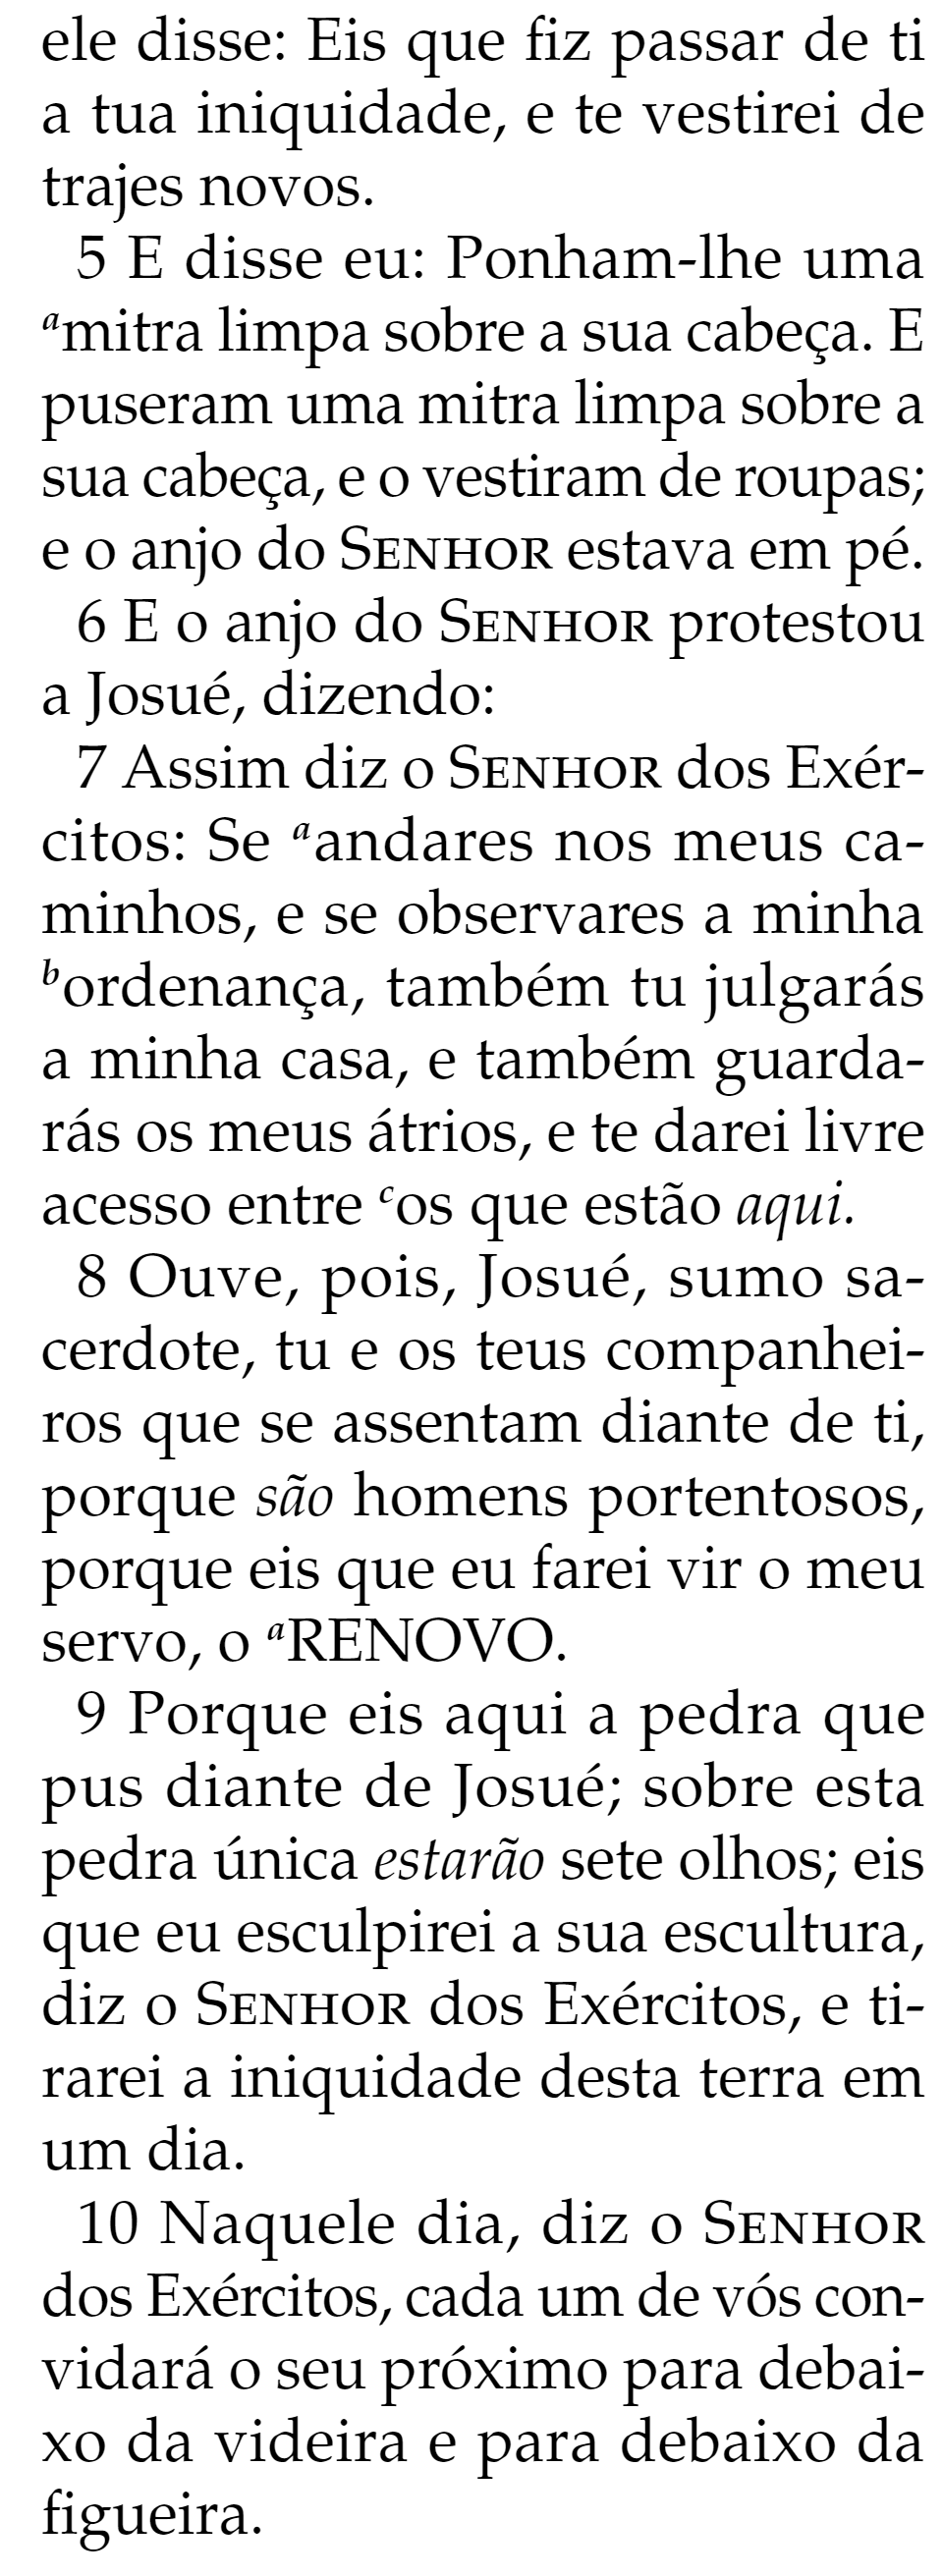 ele disse: Eis que fiz passar de ti
a tua iniquidade, e te vestirei de
trajes novos.
5 E disse eu: Ponham-lhe uma
ᵃmitra limpa sobre a sua cabeça. E
puseram uma mitra limpa sobre a
sua cabeça, e o vestiram de roupas;
e o anjo do SENHOR estava em pé.
6 E o anjo do SENHOR protestou
a Josué, dizendo:
7 Assim diz o SENHOR dos Exér-
citos: Se ᵃandares nos meus ca-
minhos, e se observares a minha
ᵇordenança, também tu julgarás
a minha casa, e também guarda-
rás os meus átrios, e te darei livre
acesso entre ᶜos que estão aqui.
8 Ouve, pois, Josué, sumo sa-
cerdote, tu e os teus companhei-
ros que se assentam diante de ti,
porque são homens portentosos,
porque eis que eu farei vir o meu
servo, o ᵃRENOVO.
9 Porque eis aqui a pedra que
pus diante de Josué; sobre esta
pedra única estarão sete olhos; eis
que eu esculpirei a sua escultura,
diz o SENHOR dos Exércitos, e ti-
rarei a iniquidade desta terra em
um dia.
10 Naquele dia, diz o SENHOR
dos Exércitos, cada um de vós con-
vidará o seu próximo para debai-
xo da videira e para debaixo da
figueira.